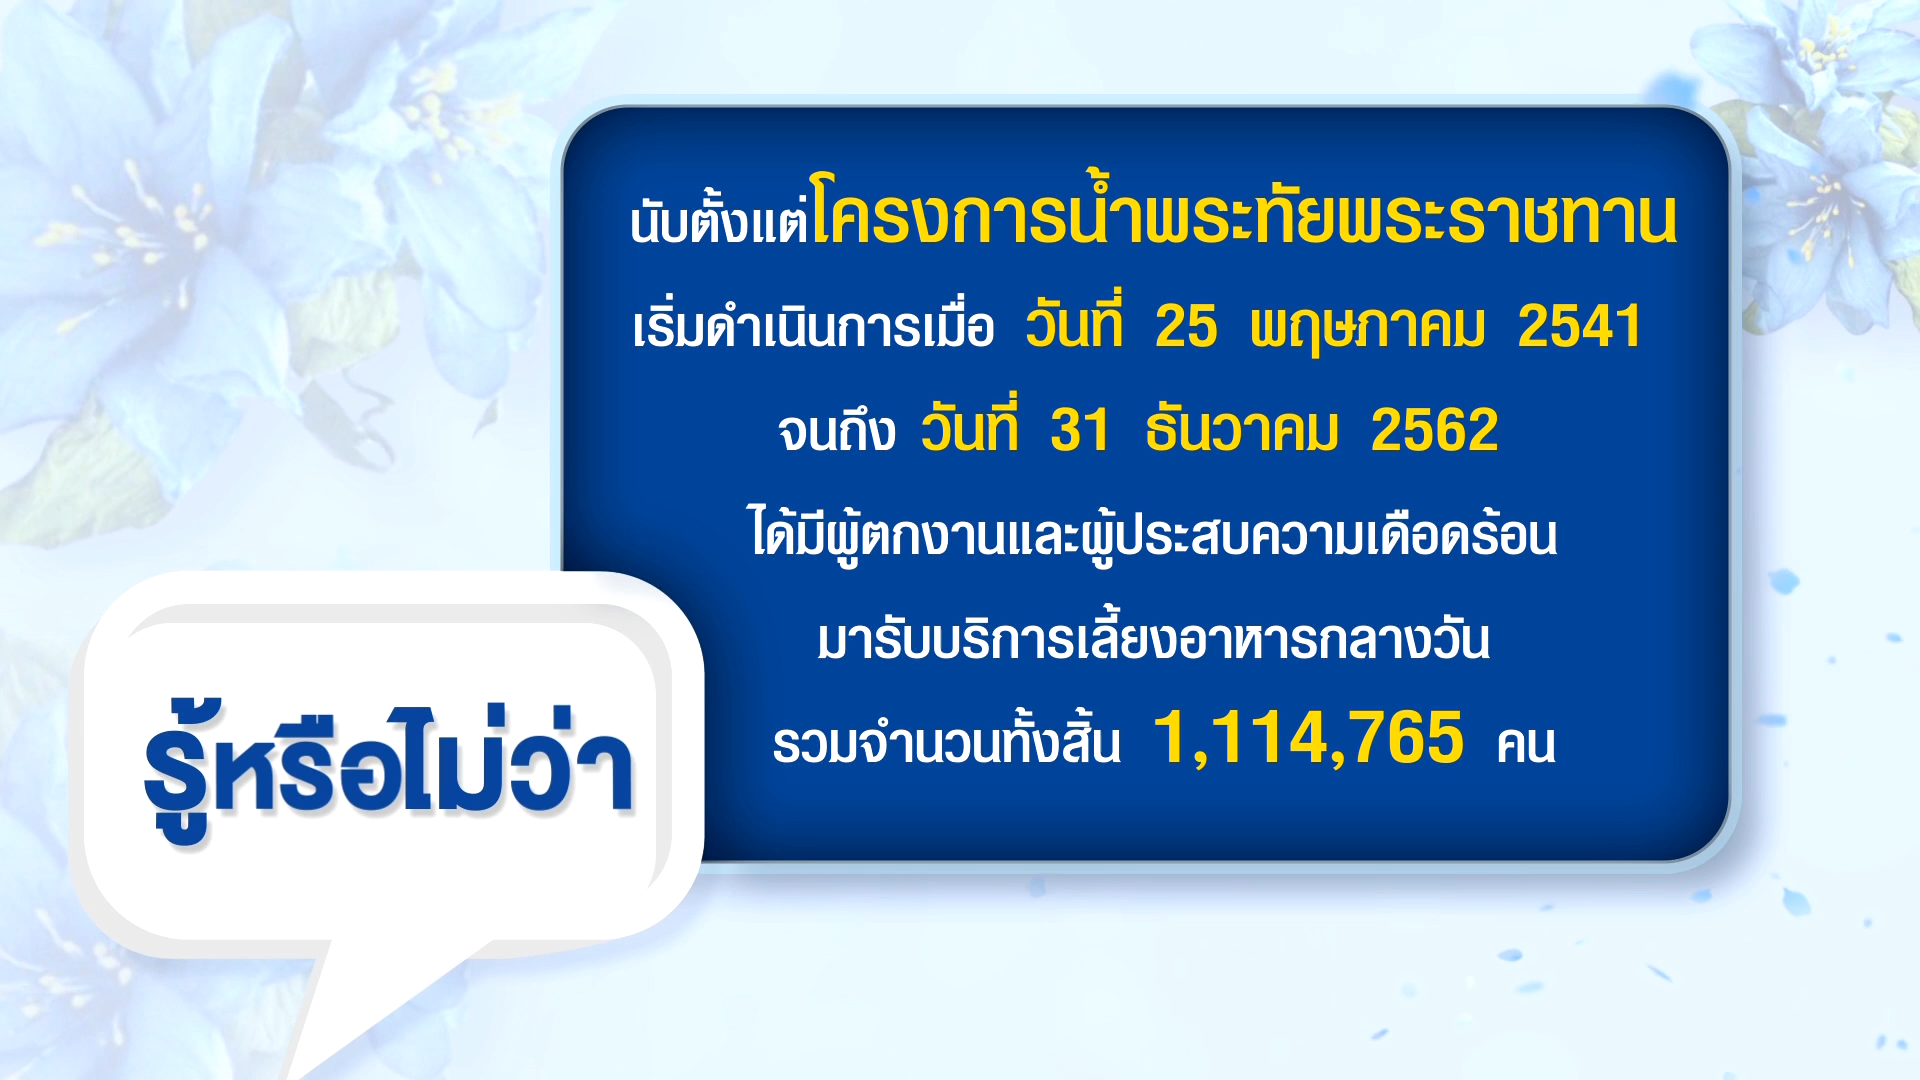 นับตั้งแต่โครงการน้ำพระทัยพระราชทาน
เริ่มดำเนินการเมื่อ วันที่ 25 พฤษภาคม 2541
จนถึง วันที่ 31 ธันวาคม 2562
ได้มีผู้ตกงานและผู้ประสบความเดือดร้อน
มารับบริการเลี้ยงอาหารกลางวัน
รวมจำนวนทั้งสิ้น 1,114,765 คน
รู้หรือไม่ว่า